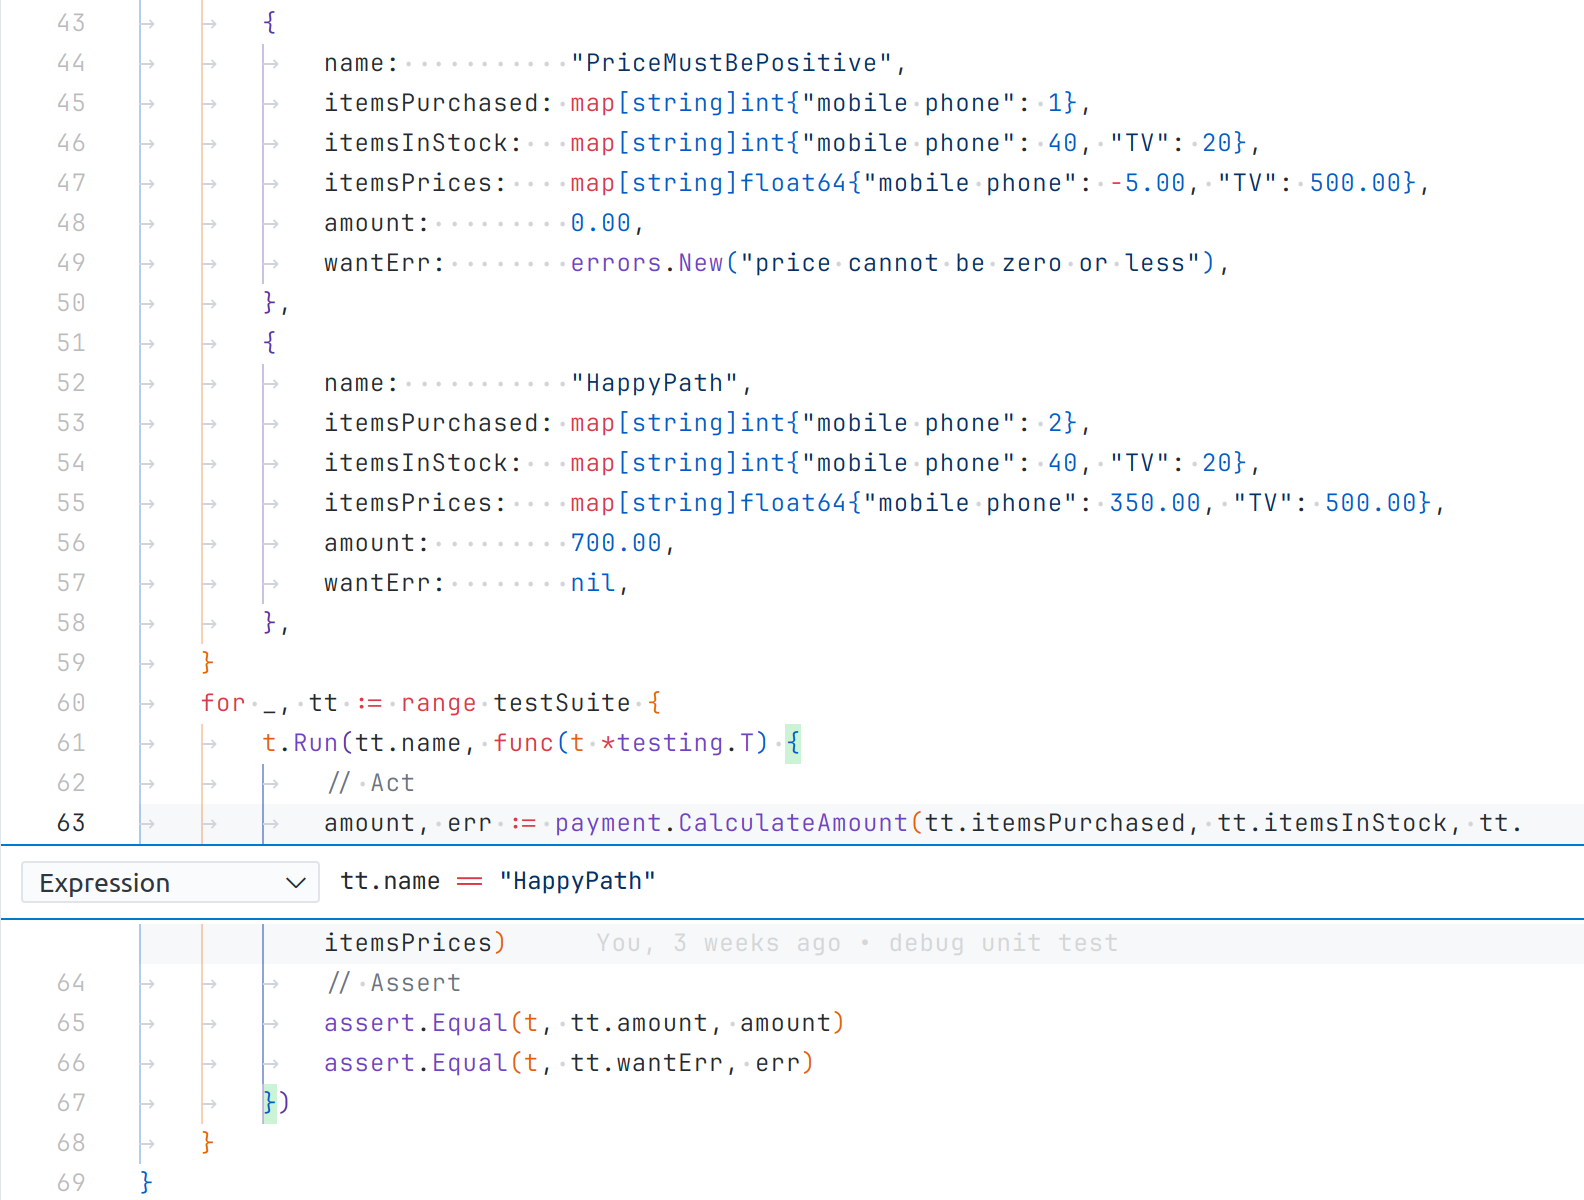 43 {
44 name: "PriceMustBePositive",
45 itemsPurchased: map[string]int{"mobile phone": 1},
46 itemsInStock: map[string]int{"mobile phone": 40, "TV": 20},
47 itemsPrices: map[string]float64{"mobile phone": -5.00, "TV": 500.00},
48 amount: 0.00,
49 wantErr: errors.New("price cannot be zero or less"),
50 },
51 {
52 name: "HappyPath",
53 itemsPurchased: map[string]int{"mobile phone": 2},
54 itemsInStock: map[string]int{"mobile phone": 40, "TV": 20},
55 itemsPrices: map[string]float64{"mobile phone": 350.00, "TV": 500.00},
56 amount: 700.00,
57 wantErr: nil,
58 },
59 }
60 for _, tt := range testSuite {
61 t.Run(tt.name, func(t *testing.T) {
62 // Act
63 amount, err := payment.CalculateAmount(tt.itemsPurchased, tt.itemsInStock, tt.
Expression tt.name == "HappyPath"
itemsPrices) You, 3 weeks ago • debug unit test
64 // Assert
65 assert.Equal(t, tt.amount, amount)
66 assert.Equal(t, tt.wantErr, err)
67 })
68 }
69 }